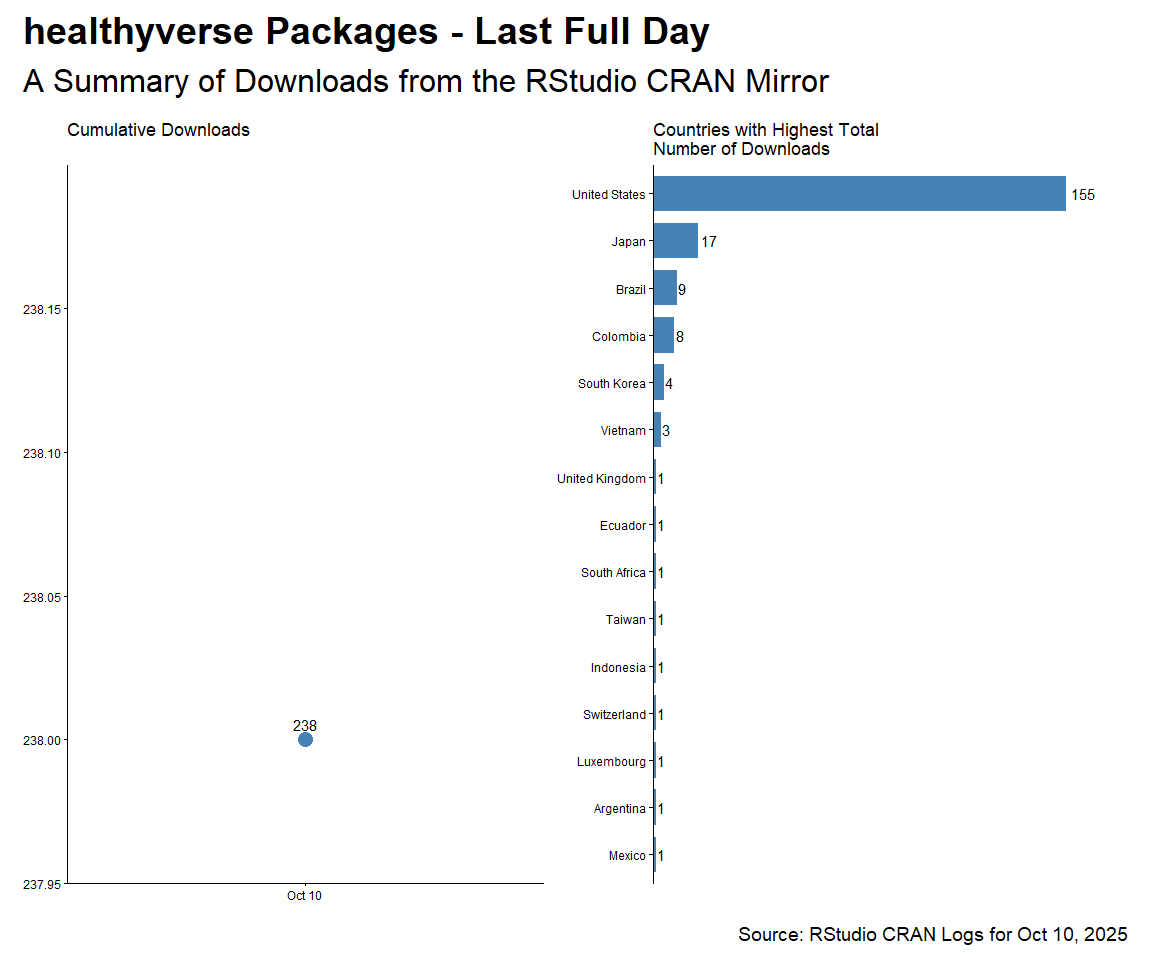 healthyverse Packages - Last Full Day
A Summary of Downloads from the RStudio CRAN Mirror
Cumulative Downloads
238.15
238.10
238.05
238.00
237.95
238
Oct 10
Countries with Highest Total
Number of Downloads
United States 155
Japan 17
Brazil 9
Colombia 8
South Korea 4
Vietnam 3
United Kingdom 1
Ecuador 1
South Africa 1
Taiwan 1
Indonesia 1
Switzerland 1
Luxembourg 1
Argentina 1
Mexico 1
Source: RStudio CRAN Logs for Oct 10, 2025